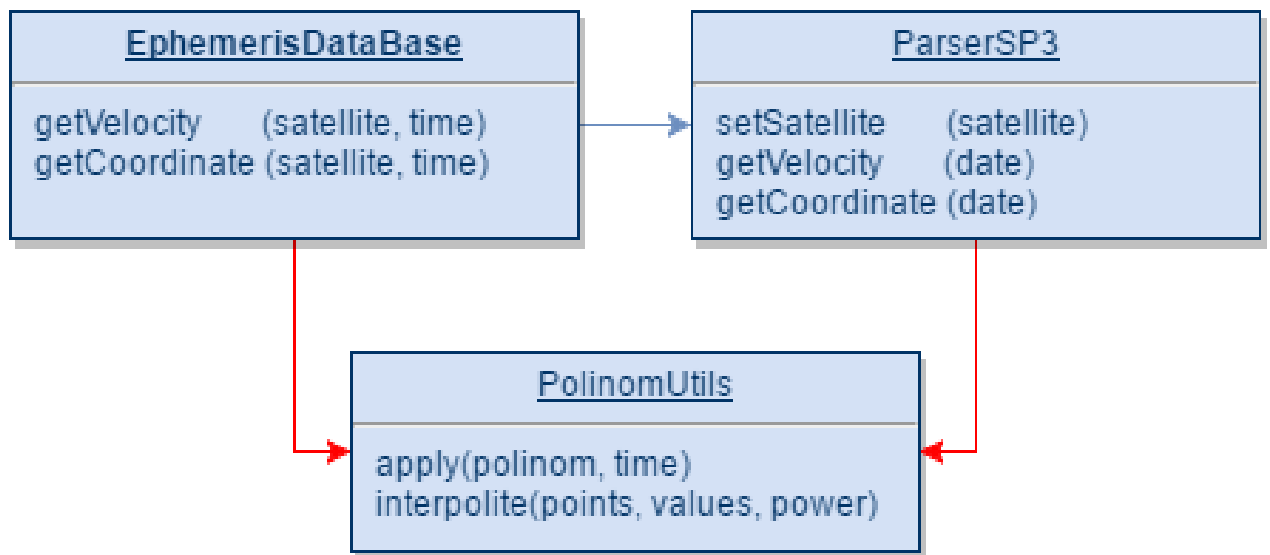 EphemerisDataBase
getVelocity (satellite, time)
getCoordinate (satellite, time)
ParserSP3
setSatellite (satellite)
getVelocity (date)
getCoordinate (date)
PolinomUtils
apply(polinom, time)
interpolite(points, values, power)